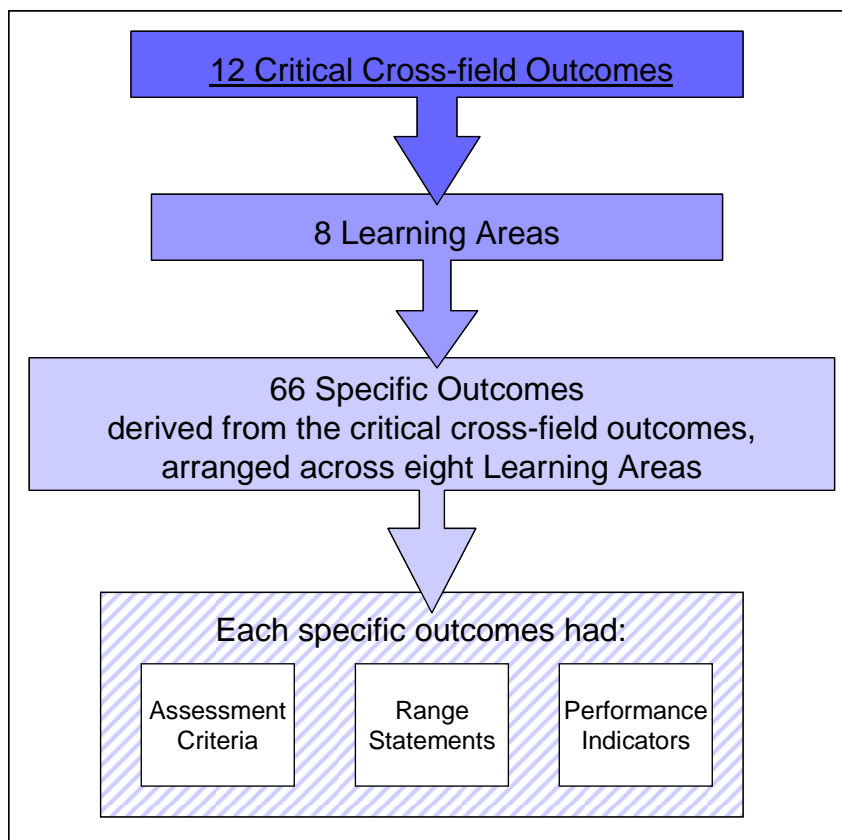 12 Critical Cross-field Outcomes
8 Learning Areas
66 Specific Outcomes
derived from the critical cross-field outcomes,
arranged across eight Learning Areas
Each specific outcomes had:
Assessment
Criteria
Range
Statements
Performance
Indicators